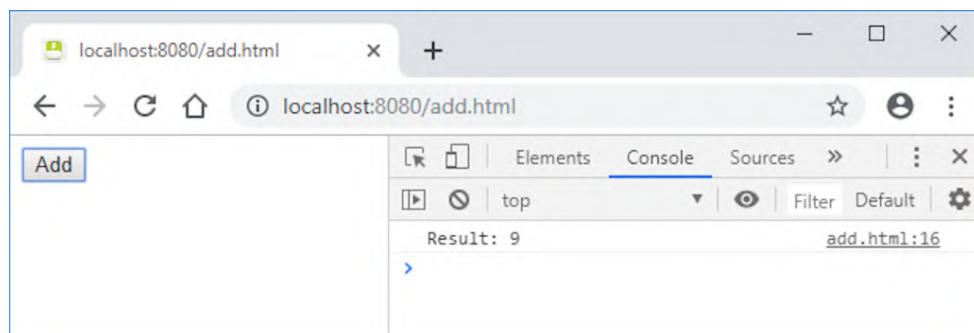 localhost:8080/add.html
localhost:8080/add.html
Add
Elements Console Sources »
top Filter Default
Result: 9 add.html:16